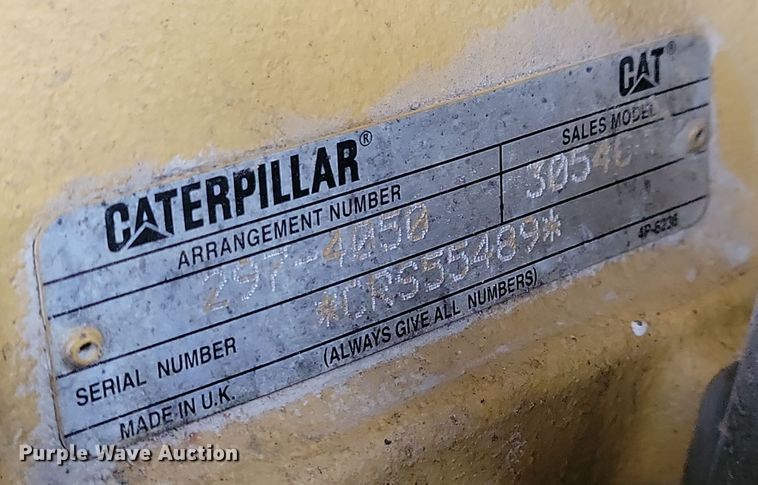 CAT®
CATERPILLAR®
SALES MODEL
3054C
ARRANGEMENT NUMBER
297-4050
4P-6236
SERIAL NUMBER
*CRS55489*
MADE IN U.K.
(ALWAYS GIVE ALL NUMBERS)
Purple Wave Auction